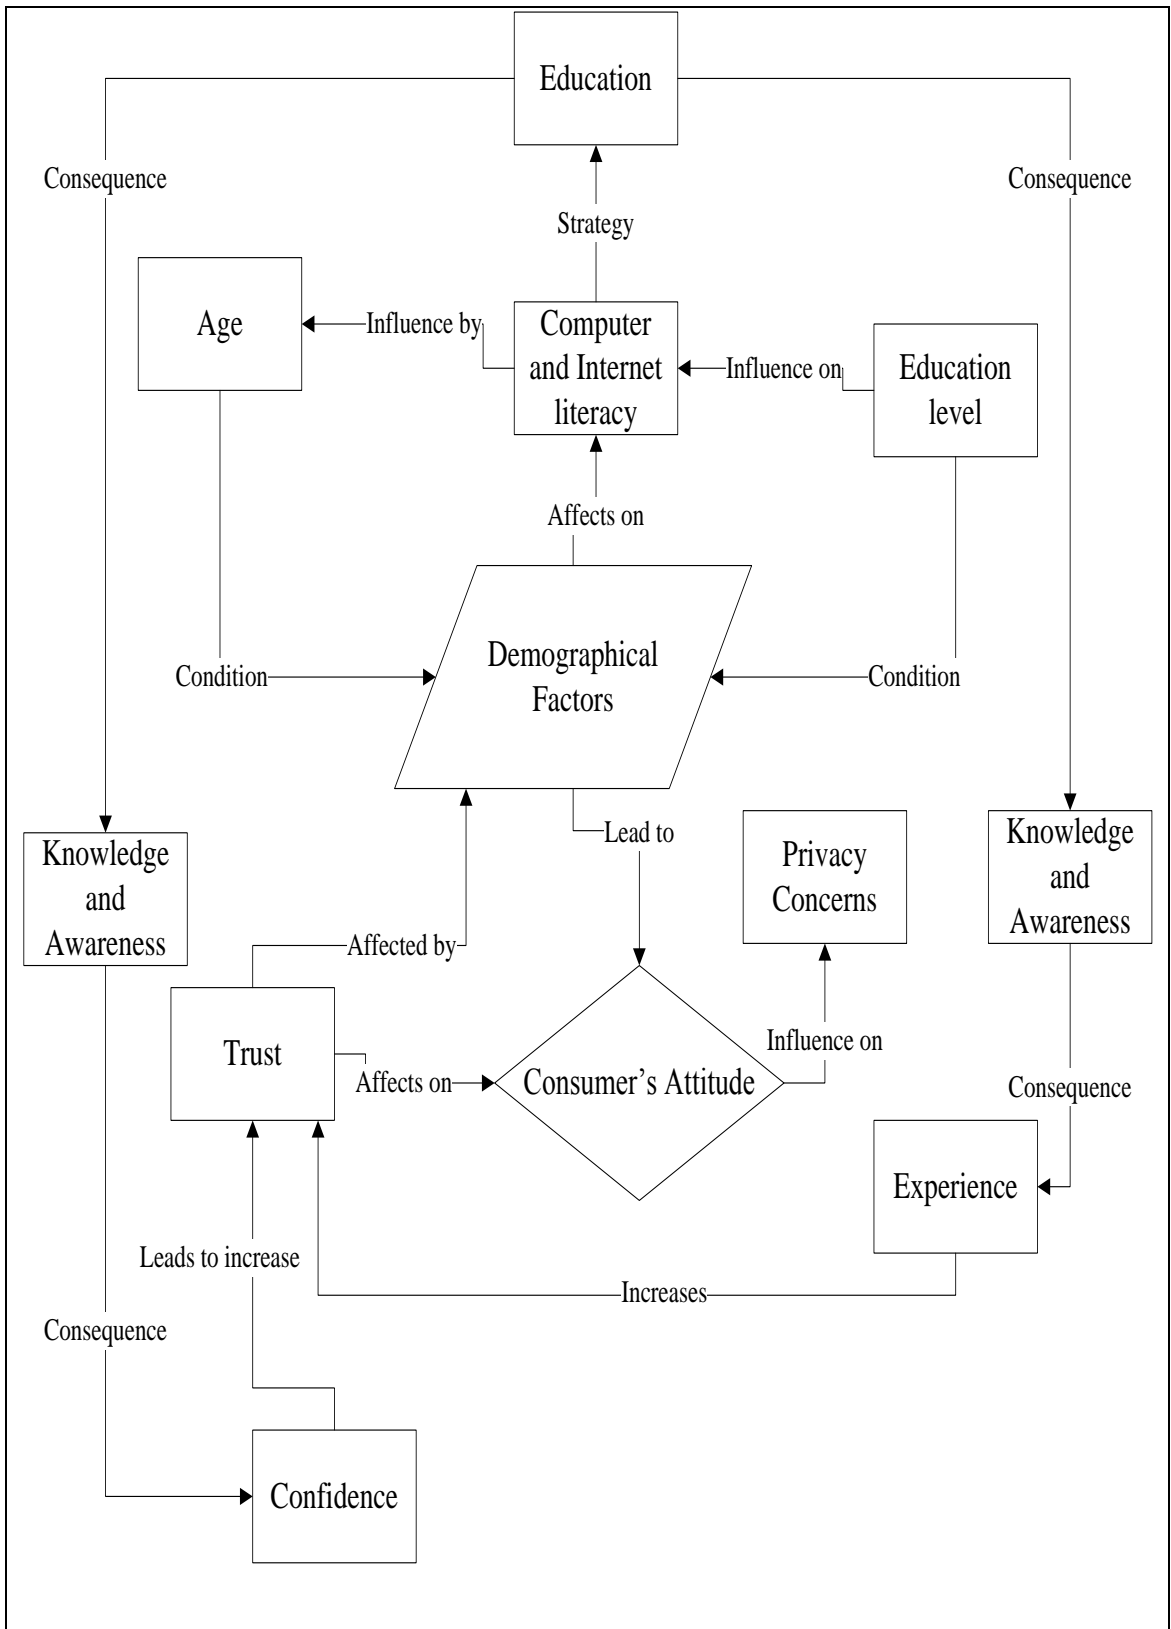 Education
Consequence
Consequence
Strategy
Age
Influence by
Computer
and Internet
literacy
Influence on
Education
level
Affects on
Demographical
Factors
Condition
Condition
Lead to
Knowledge
and
Awareness
Privacy
Concerns
Knowledge
and
Awareness
Affected by
Trust
Affects on
Consumer's Attitude
Influence on
Consequence
Experience
Leads to increase
Increases
Consequence
Confidence